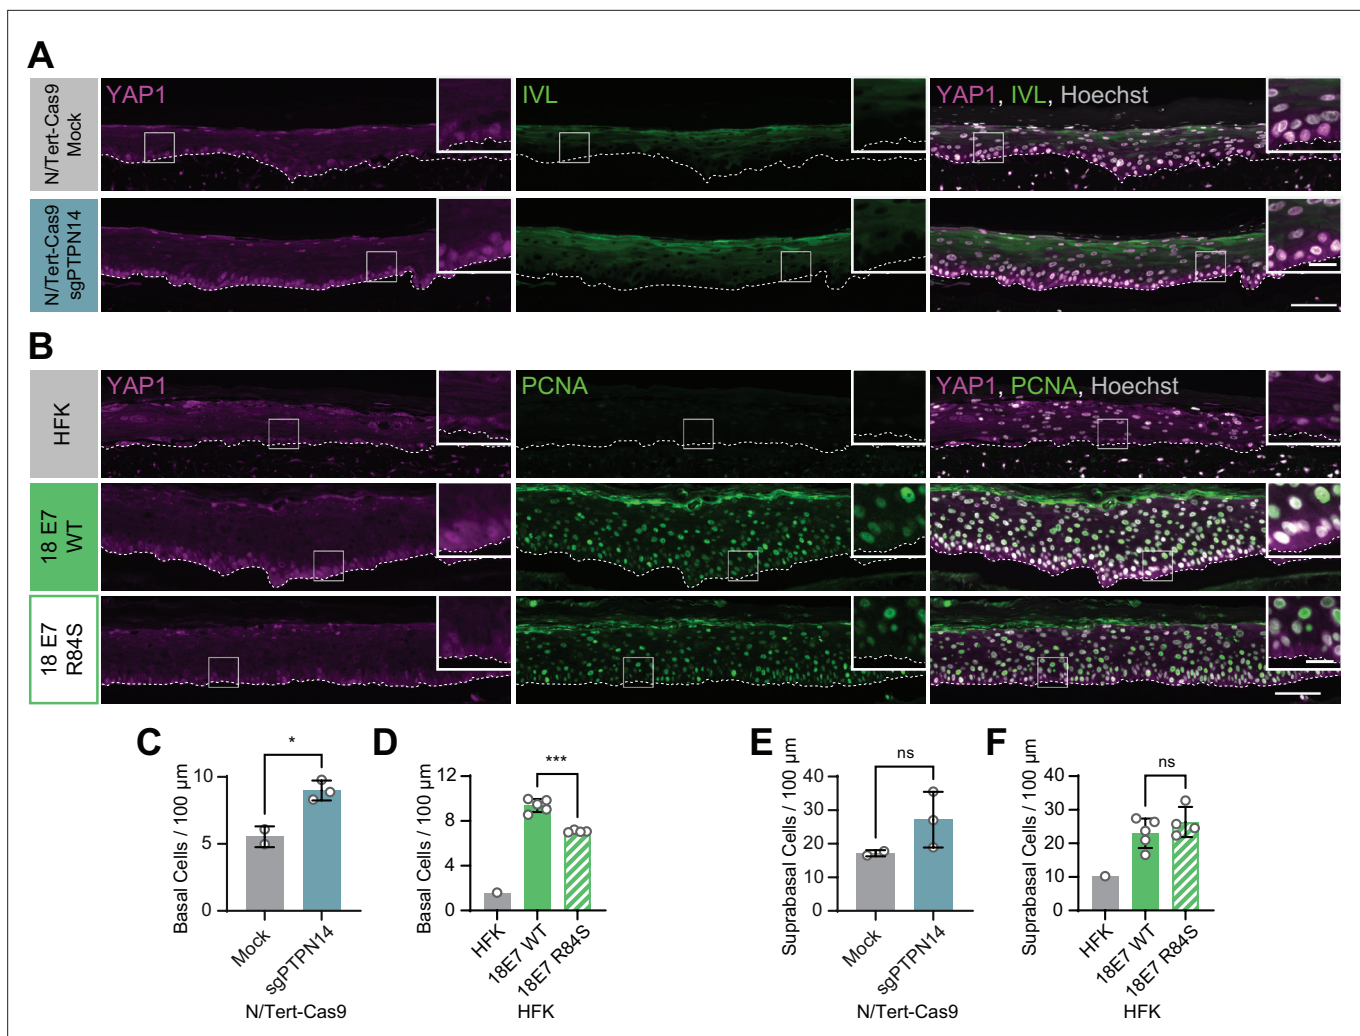 A
N/Tert-Cas9
Mock
YAP1
IVL
YAP1, IVL, Hoechst
N/Tert-Cas9
sgPTPN14
B
HFK
YAP1
PCNA
YAP1, PCNA, Hoechst
18 E7
WT
18 E7
R84S
C
Basal Cells / 100 µm
10
5
0
*
Mock
sgPTPN14
N/Tert-Cas9
D
Basal Cells / 100 µm
12
8
4
0
***
HFK
18E7 WT
18E7 R84S
HFK
E
Suprabasal Cells / 100 µm
40
30
20
10
0
ns
Mock
sgPTPN14
N/Tert-Cas9
F
Suprabasal Cells / 100 µm
40
30
20
10
0
ns
HFK
18E7 WT
18E7 R84S
HFK